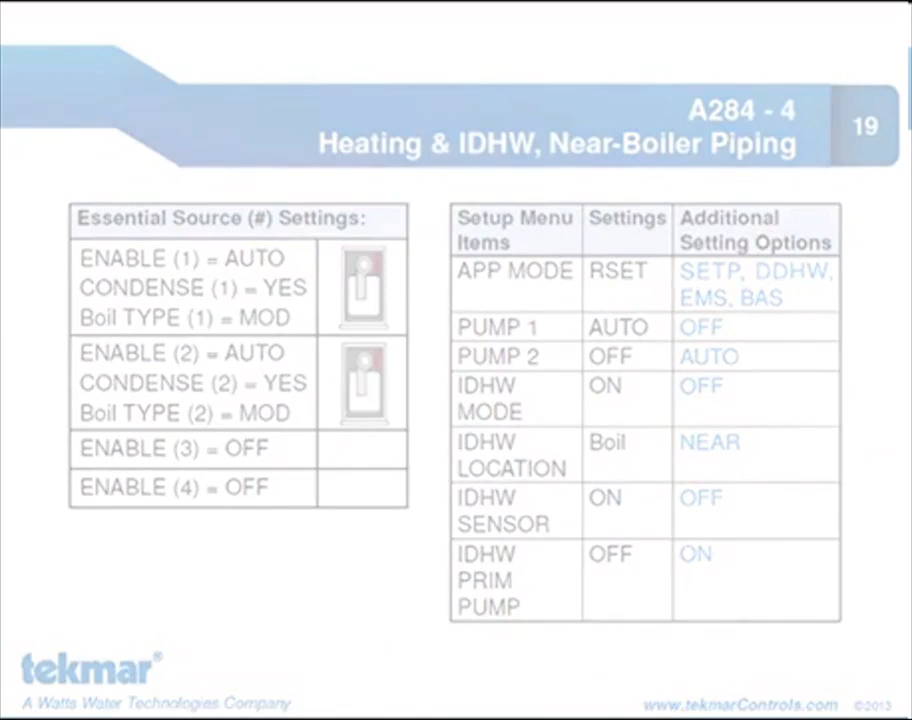 A284 - 4
Heating & IDHW, Near-Boiler Piping
19
Essential Source (#) Settings:
ENABLE (1) = AUTO
CONDENSE (1) = YES
Boil TYPE (1) = MOD
ENABLE (2) = AUTO
CONDENSE (2) = YES
Boil TYPE (2) = MOD
ENABLE (3) = OFF
ENABLE (4) = OFF
Setup Menu Items
Settings
Additional Setting Options
APP MODE RSET SETP, DDHW,
EMS, BAS
PUMP 1 AUTO OFF
PUMP 2 OFF AUTO
IDHW ON OFF
MODE
IDHW Boil NEAR
LOCATION
IDHW ON OFF
SENSOR
IDHW OFF ON
PRIM
PUMP
tekmar®
A Watts Water Technologies Company
www.tekmarControls.com ©2013